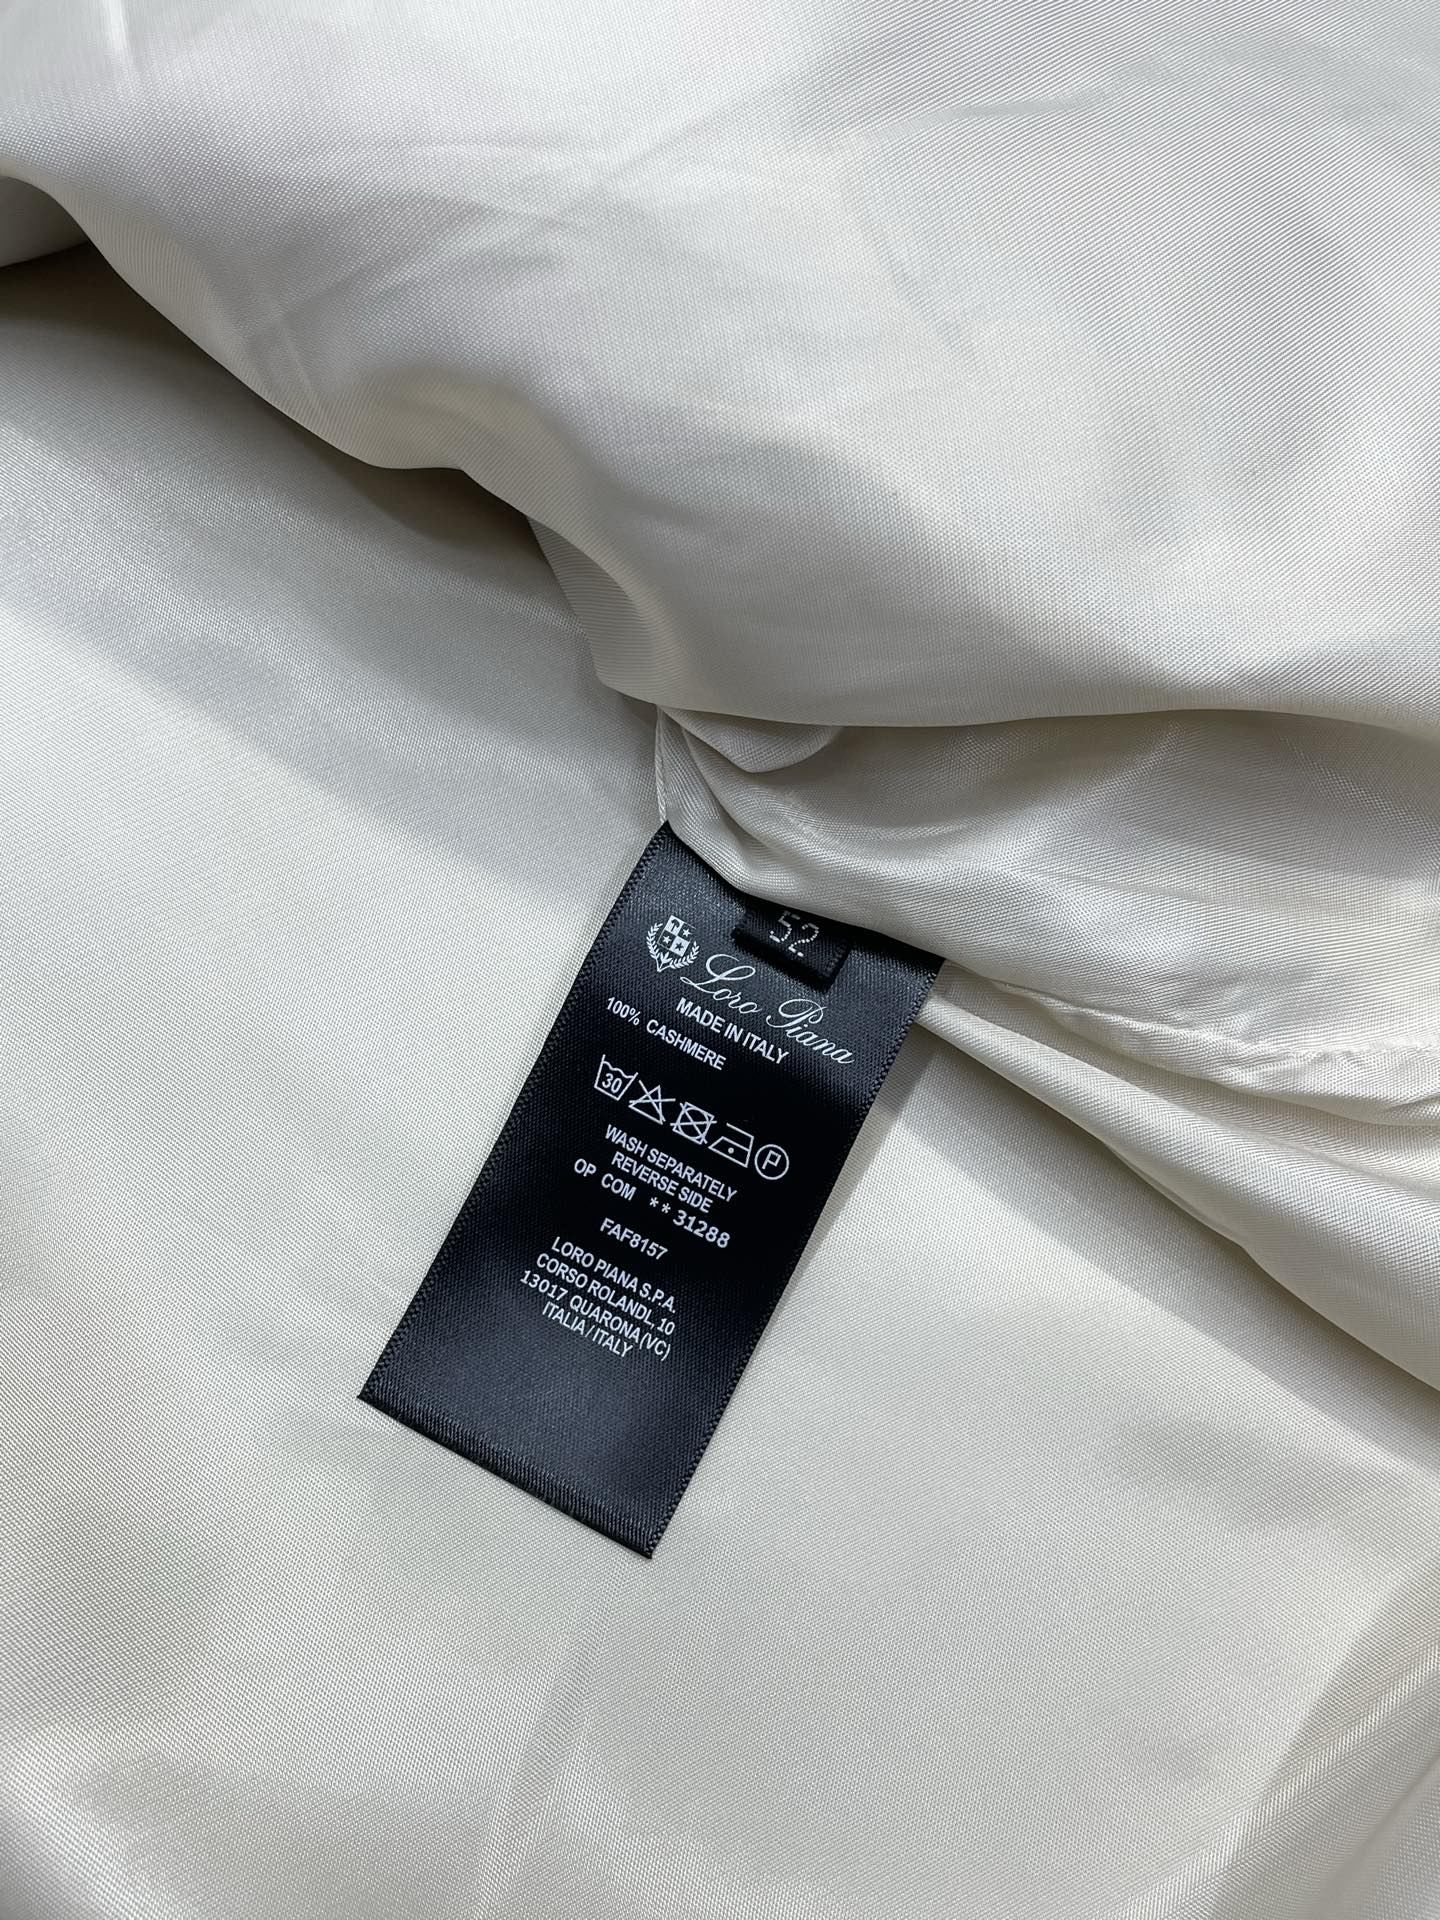 52
Loro Piana
MADE IN ITALY
100% CASHMERE
30 P
WASH SEPARATELY
REVERSE SIDE
OP COM **31288
FAF8157
LORO PIANA S.P.A.
CORSO ROLANDI, 10
13017 QUARONA (VC)
ITALIA / ITALY